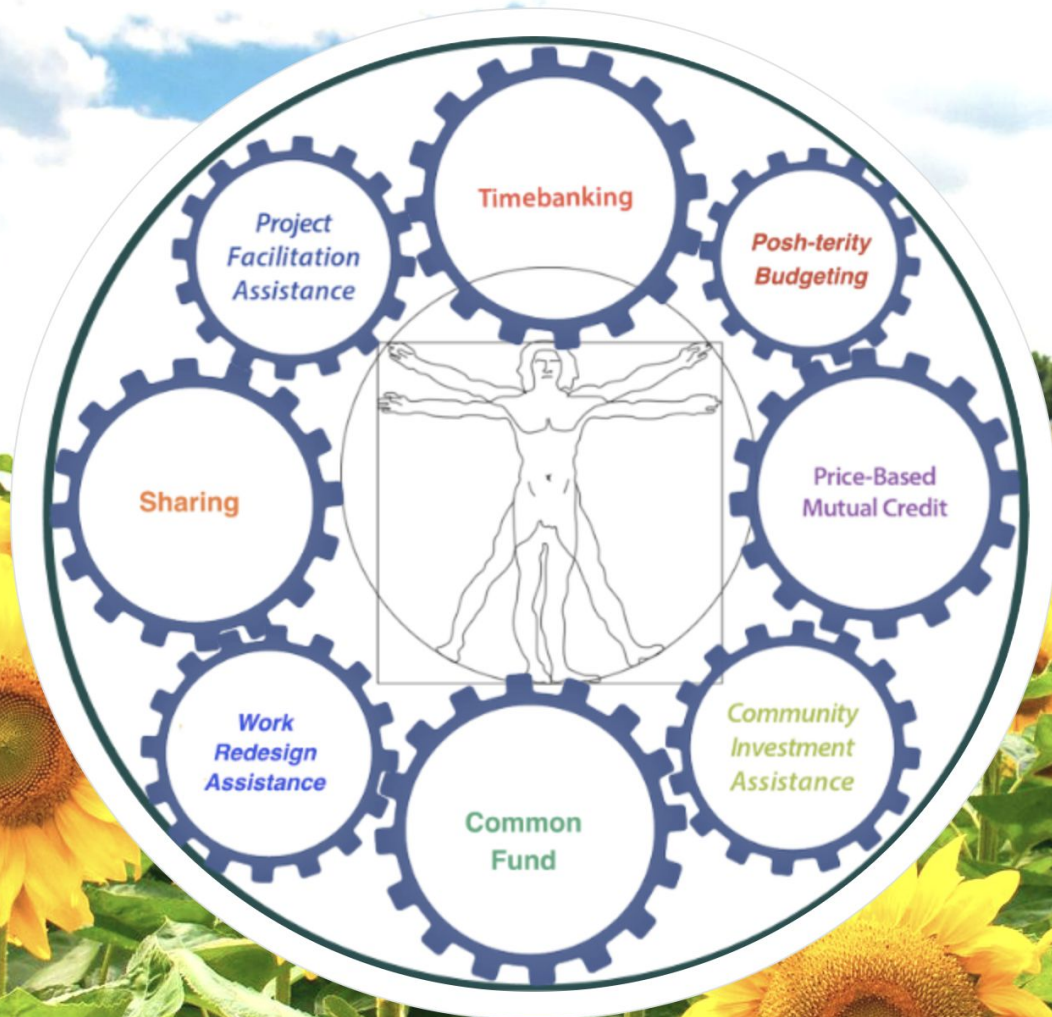 Timebanking
Project
Facilitation
Assistance
Posh-terity
Budgeting
Sharing
Price-Based
Mutual Credit
Work
Redesign
Assistance
Community
Investment
Assistance
Common
Fund